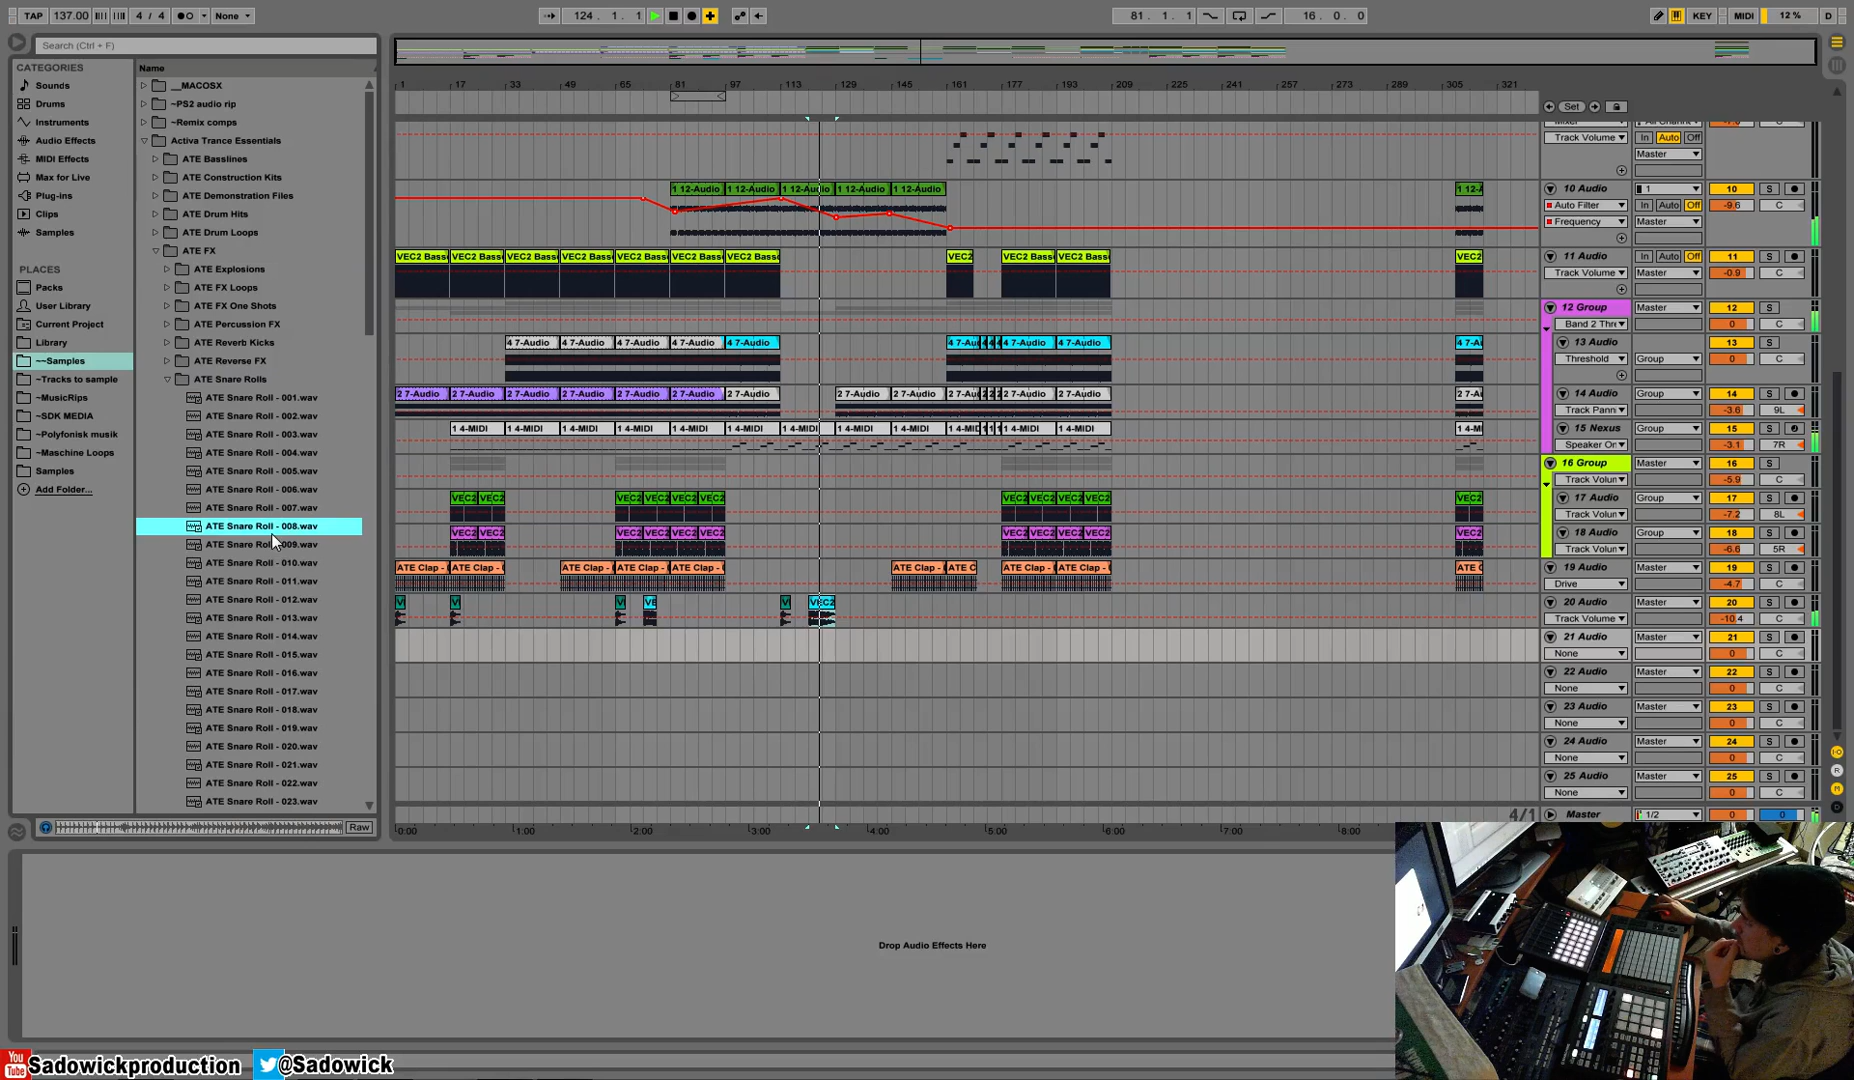 TAP 137.00 4 / 4 None 124 . 1 . 1 81 . 1 . 1 16 . 0 . 0 KEY MIDI 12 % D
Search (Ctrl + F)
CATEGORIES
Sounds
Drums
Instruments
Audio Effects
MIDI Effects
Max for Live
Plug-ins
Clips
Samples
PLACES
Packs
User Library
Current Project
Library
~~Samples
~Tracks to sample
~MusicRips
~SDK MEDIA
~Polyfonisk musik
~Maschine Loops
Samples
Add Folder...
Name
__MACOSX
~PS2 audio rip
~Remix comps
Activa Trance Essentials
ATE Basslines
ATE Construction Kits
ATE Demonstration Files
ATE Drum Hits
ATE Drum Loops
ATE FX
ATE Explosions
ATE FX Loops
ATE FX One Shots
ATE Percussion FX
ATE Reverb Kicks
ATE Reverse FX
ATE Snare Rolls
ATE Snare Roll - 001.wav
ATE Snare Roll - 002.wav
ATE Snare Roll - 003.wav
ATE Snare Roll - 004.wav
ATE Snare Roll - 005.wav
ATE Snare Roll - 006.wav
ATE Snare Roll - 007.wav
ATE Snare Roll - 008.wav
ATE Snare Roll - 009.wav
ATE Snare Roll - 010.wav
ATE Snare Roll - 011.wav
ATE Snare Roll - 012.wav
ATE Snare Roll - 013.wav
ATE Snare Roll - 014.wav
ATE Snare Roll - 015.wav
ATE Snare Roll - 016.wav
ATE Snare Roll - 017.wav
ATE Snare Roll - 018.wav
ATE Snare Roll - 019.wav
ATE Snare Roll - 020.wav
ATE Snare Roll - 021.wav
ATE Snare Roll - 022.wav
ATE Snare Roll - 023.wav
Raw
1 17 33 49 65 81 97 113 129 145 161 177 193 209 225 241 257 273 289 305 321
Set
Track Volume In Auto Off
Master
1 12-Audio 1 12-Audio 1 12-Audio 1 12-Audio 1 12-Audio 1 12-A
10 Audio 1 10 S
Auto Filter In Auto Off -9.6 C
Frequency Master
VEC2 Bass VEC2 Bass VEC2 Bass VEC2 Bass VEC2 Bass VEC2 Bass VEC2 Bass VEC2 VEC2 Bass VEC2 Bass VEC2
11 Audio In Auto Off 11 S
Track Volume Master -0.9 C
12 Group Master 12 S
Band 2 Thre 0 C
4 7-Audio 4 7-Audio 4 7-Audio 4 7-Audio 4 7-Audio 4 7-Au 4 7-Audio 4 7-Audio 4 7-A
13 Audio 13 S
Threshold Group 0 C
2 7-Audio 2 7-Audio 2 7-Audio 2 7-Audio 2 7-Audio 2 7-Audio 2 7-Audio 2 7-Audio 2 7-Audio 2 7-Au 2 7-Audio 2 7-Audio 2 7-A
14 Audio Group 14 S
Track Pann -3.6 9L
1 4-MIDI 1 4-MIDI 1 4-MIDI 1 4-MIDI 1 4-MIDI 1 4-MIDI 1 4-MIDI 1 4-MIDI 1 4-MIDI 1 4-MID 1 4-MIDI 1 4-MIDI 1 4-M
15 Nexus Group 15 S
Speaker On -3.1 7R
16 Group Master 16 S
Track Volun -5.9 C
VEC2 VEC2 VEC2 VEC2 VEC2 VEC2 VEC2 VEC2 VEC2 VEC2 VEC2
17 Audio Group 17 S
Track Volun -7.2 8L
VEC2 VEC2 VEC2 VEC2 VEC2 VEC2 VEC2 VEC2 VEC2 VEC2 VEC2
18 Audio Group 18 S
Track Volun -6.6 5R
ATE Clap - ATE Clap - ATE Clap - ATE Clap - ATE Clap - ATE Clap - ATE C ATE Clap - ATE Clap - ATE C
19 Audio Master 19 S
Drive -4.7 C
20 Audio Master 20 S
Track Volume -10.4 C
21 Audio Master 21 S
None 0 C
22 Audio Master 22 S
None 0 C
23 Audio Master 23 S
None 0 C
24 Audio Master 24 S
None 0 C
25 Audio Master 25 S
None 0 C
4/1 Master 1/2 0 0
0:00 1:00 2:00 3:00 4:00 5:00 6:00 7:00 8:00
Drop Audio Effects Here
You Tube Sadowickproduction @Sadowick